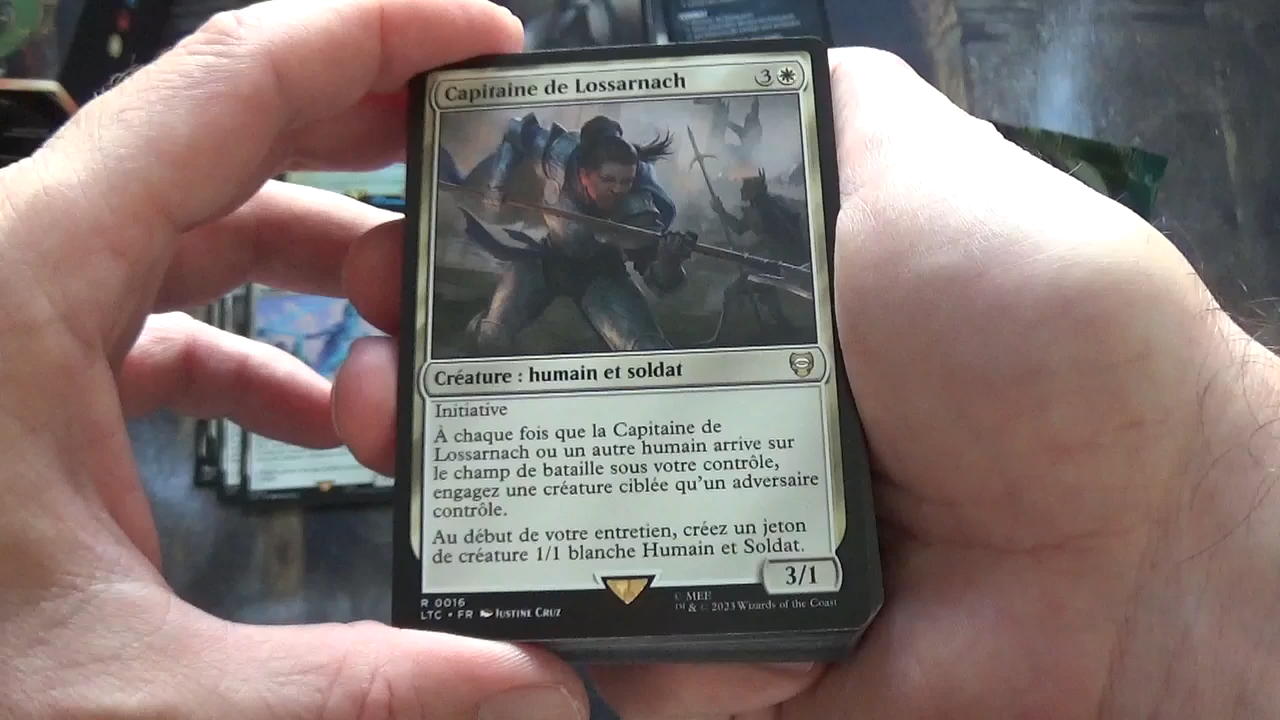 Capitaine de Lossarnach
3
Créature : humain et soldat
Initiative
À chaque fois que la Capitaine de
Lossarnach ou un autre humain arrive sur
le champ de bataille sous votre contrôle,
engagez une créature ciblée qu'un adversaire
contrôle.
Au début de votre entretien, créez un jeton
de créature 1/1 blanche Humain et Soldat.
3/1
R 0016
LTC • FR Justine Cruz
© MEE
™ & © 2023 Wizards of the Coast